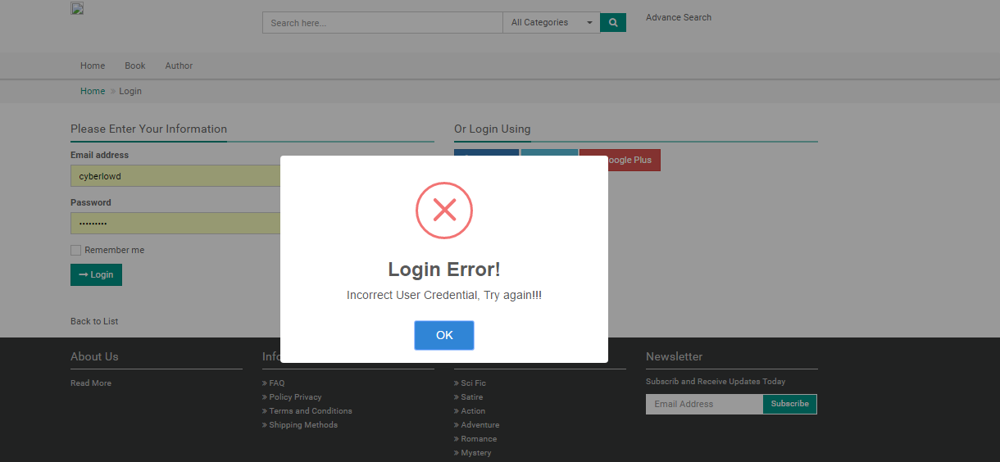 Search here...
All Categories
Advance Search
Home
Book
Author
Home » Login
Please Enter Your Information
Or Login Using
Email address
cyberlowd
oogle Plus
Password
•••••••••
Remember me
Login
Login Error!
Incorrect User Credential, Try again!!!
OK
Back to List
About Us
Read More
Info
» FAQ
» Policy Privacy
» Terms and Conditions
» Shipping Methods
» Sci Fic
» Satire
» Action
» Adventure
» Romance
» Mystery
Newsletter
Subscrib and Receive Updates Today
Email Address
Subscribe